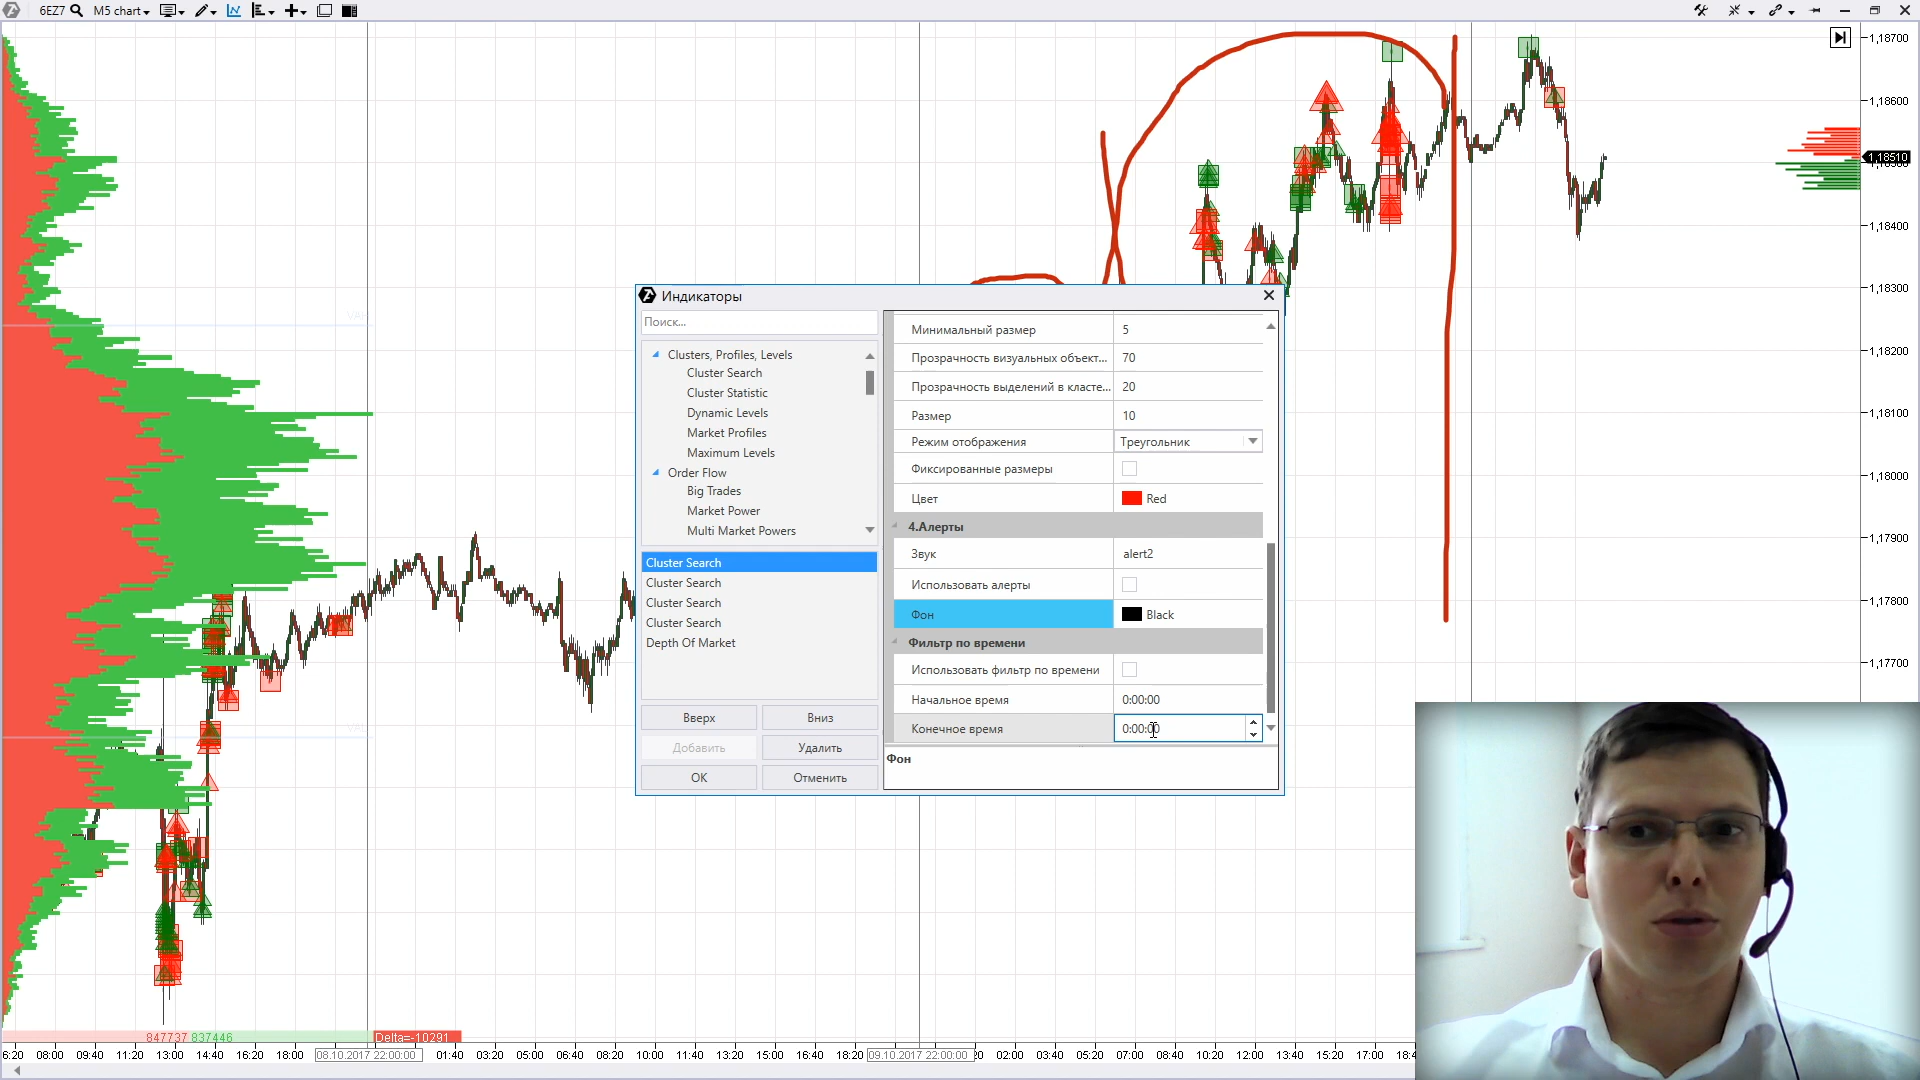 6EZ7 M5 chart
1,18700
1,18600
1,18510
1,18400
1,18300
1,18200
1,18100
1,18000
1,17900
1,17800
1,17700
Индикаторы
Поиск...
Clusters, Profiles, Levels
Cluster Search
Cluster Statistic
Dynamic Levels
Market Profiles
Maximum Levels
Order Flow
Big Trades
Market Power
Multi Market Powers
Cluster Search
Cluster Search
Cluster Search
Cluster Search
Depth Of Market
Вверх Вниз
Добавить Удалить
ОК Отменить
Минимальный размер 5
Прозрачность визуальных объект... 70
Прозрачность выделений в класте... 20
Размер 10
Режим отображения Треугольник
Фиксированные размеры
Цвет Red
4.Алерты
Звук alert2
Использовать алерты
Фон Black
Фильтр по времени
Использовать фильтр по времени
Начальное время 0:00:00
Конечное время 0:00:00
Фон
847737 837446 Delta=-10291
6:20 08:00 09:40 11:20 13:00 14:40 16:20 18:00 08.10.2017 22:00:00 01:40 03:20 05:00 06:40 08:20 10:00 11:40 13:20 15:00 16:40 18:20 09.10.2017 22:00:00 20 02:00 03:40 05:20 07:00 08:40 10:20 12:00 13:40 15:20 17:00 18:4